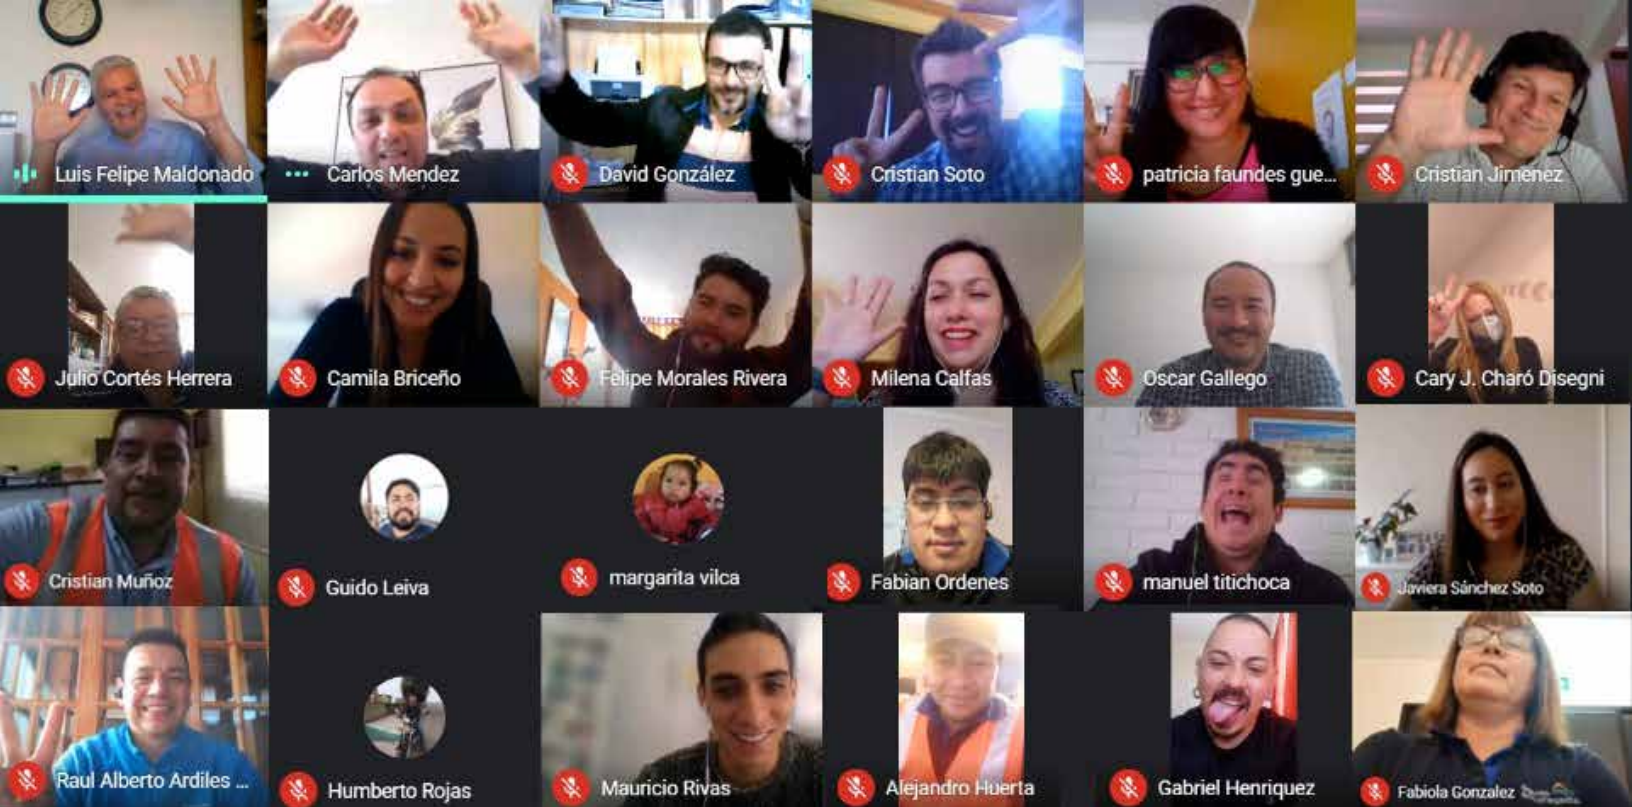 Luis Felipe Maldonado
Carlos Mendez
David González
Cristian Soto
patricia faundes gue...
Cristian Jimenez
Julio Cortés Herrera
Camila Briceño
Felipe Morales Rivera
Milena Calfas
Oscar Gallego
Cary J. Charó Disegni
Cristian Muñoz
Guido Leiva
margarita vilca
Fabian Ordenes
manuel titichoca
Javiera Sánchez Soto
Raul Alberto Ardiles ...
Humberto Rojas
Mauricio Rivas
Alejandro Huerta
Gabriel Henriquez
Fabiola Gonzalez